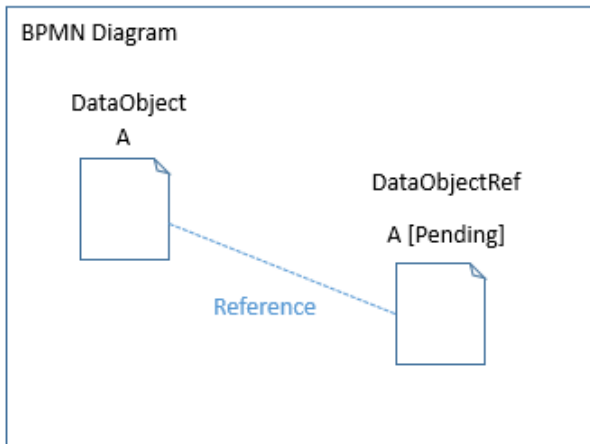 BPMN Diagram
DataObject
A
DataObjectRef
A [Pending]
Reference